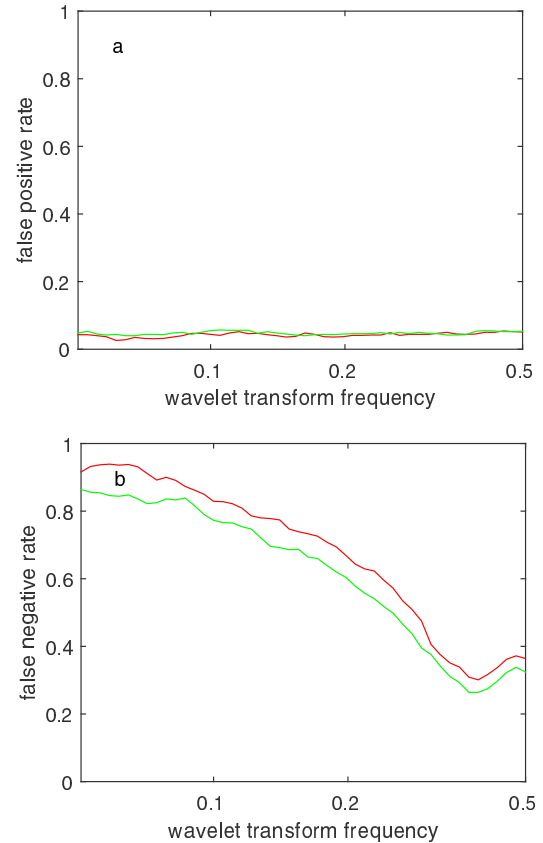 1
a
0.8
false positive rate
0.6
0.4
0.2
0
0.1 0.2 0.5
wavelet transform frequency
1
b
0.8
false negative rate
0.6
0.4
0.2
0
0.1 0.2 0.5
wavelet transform frequency